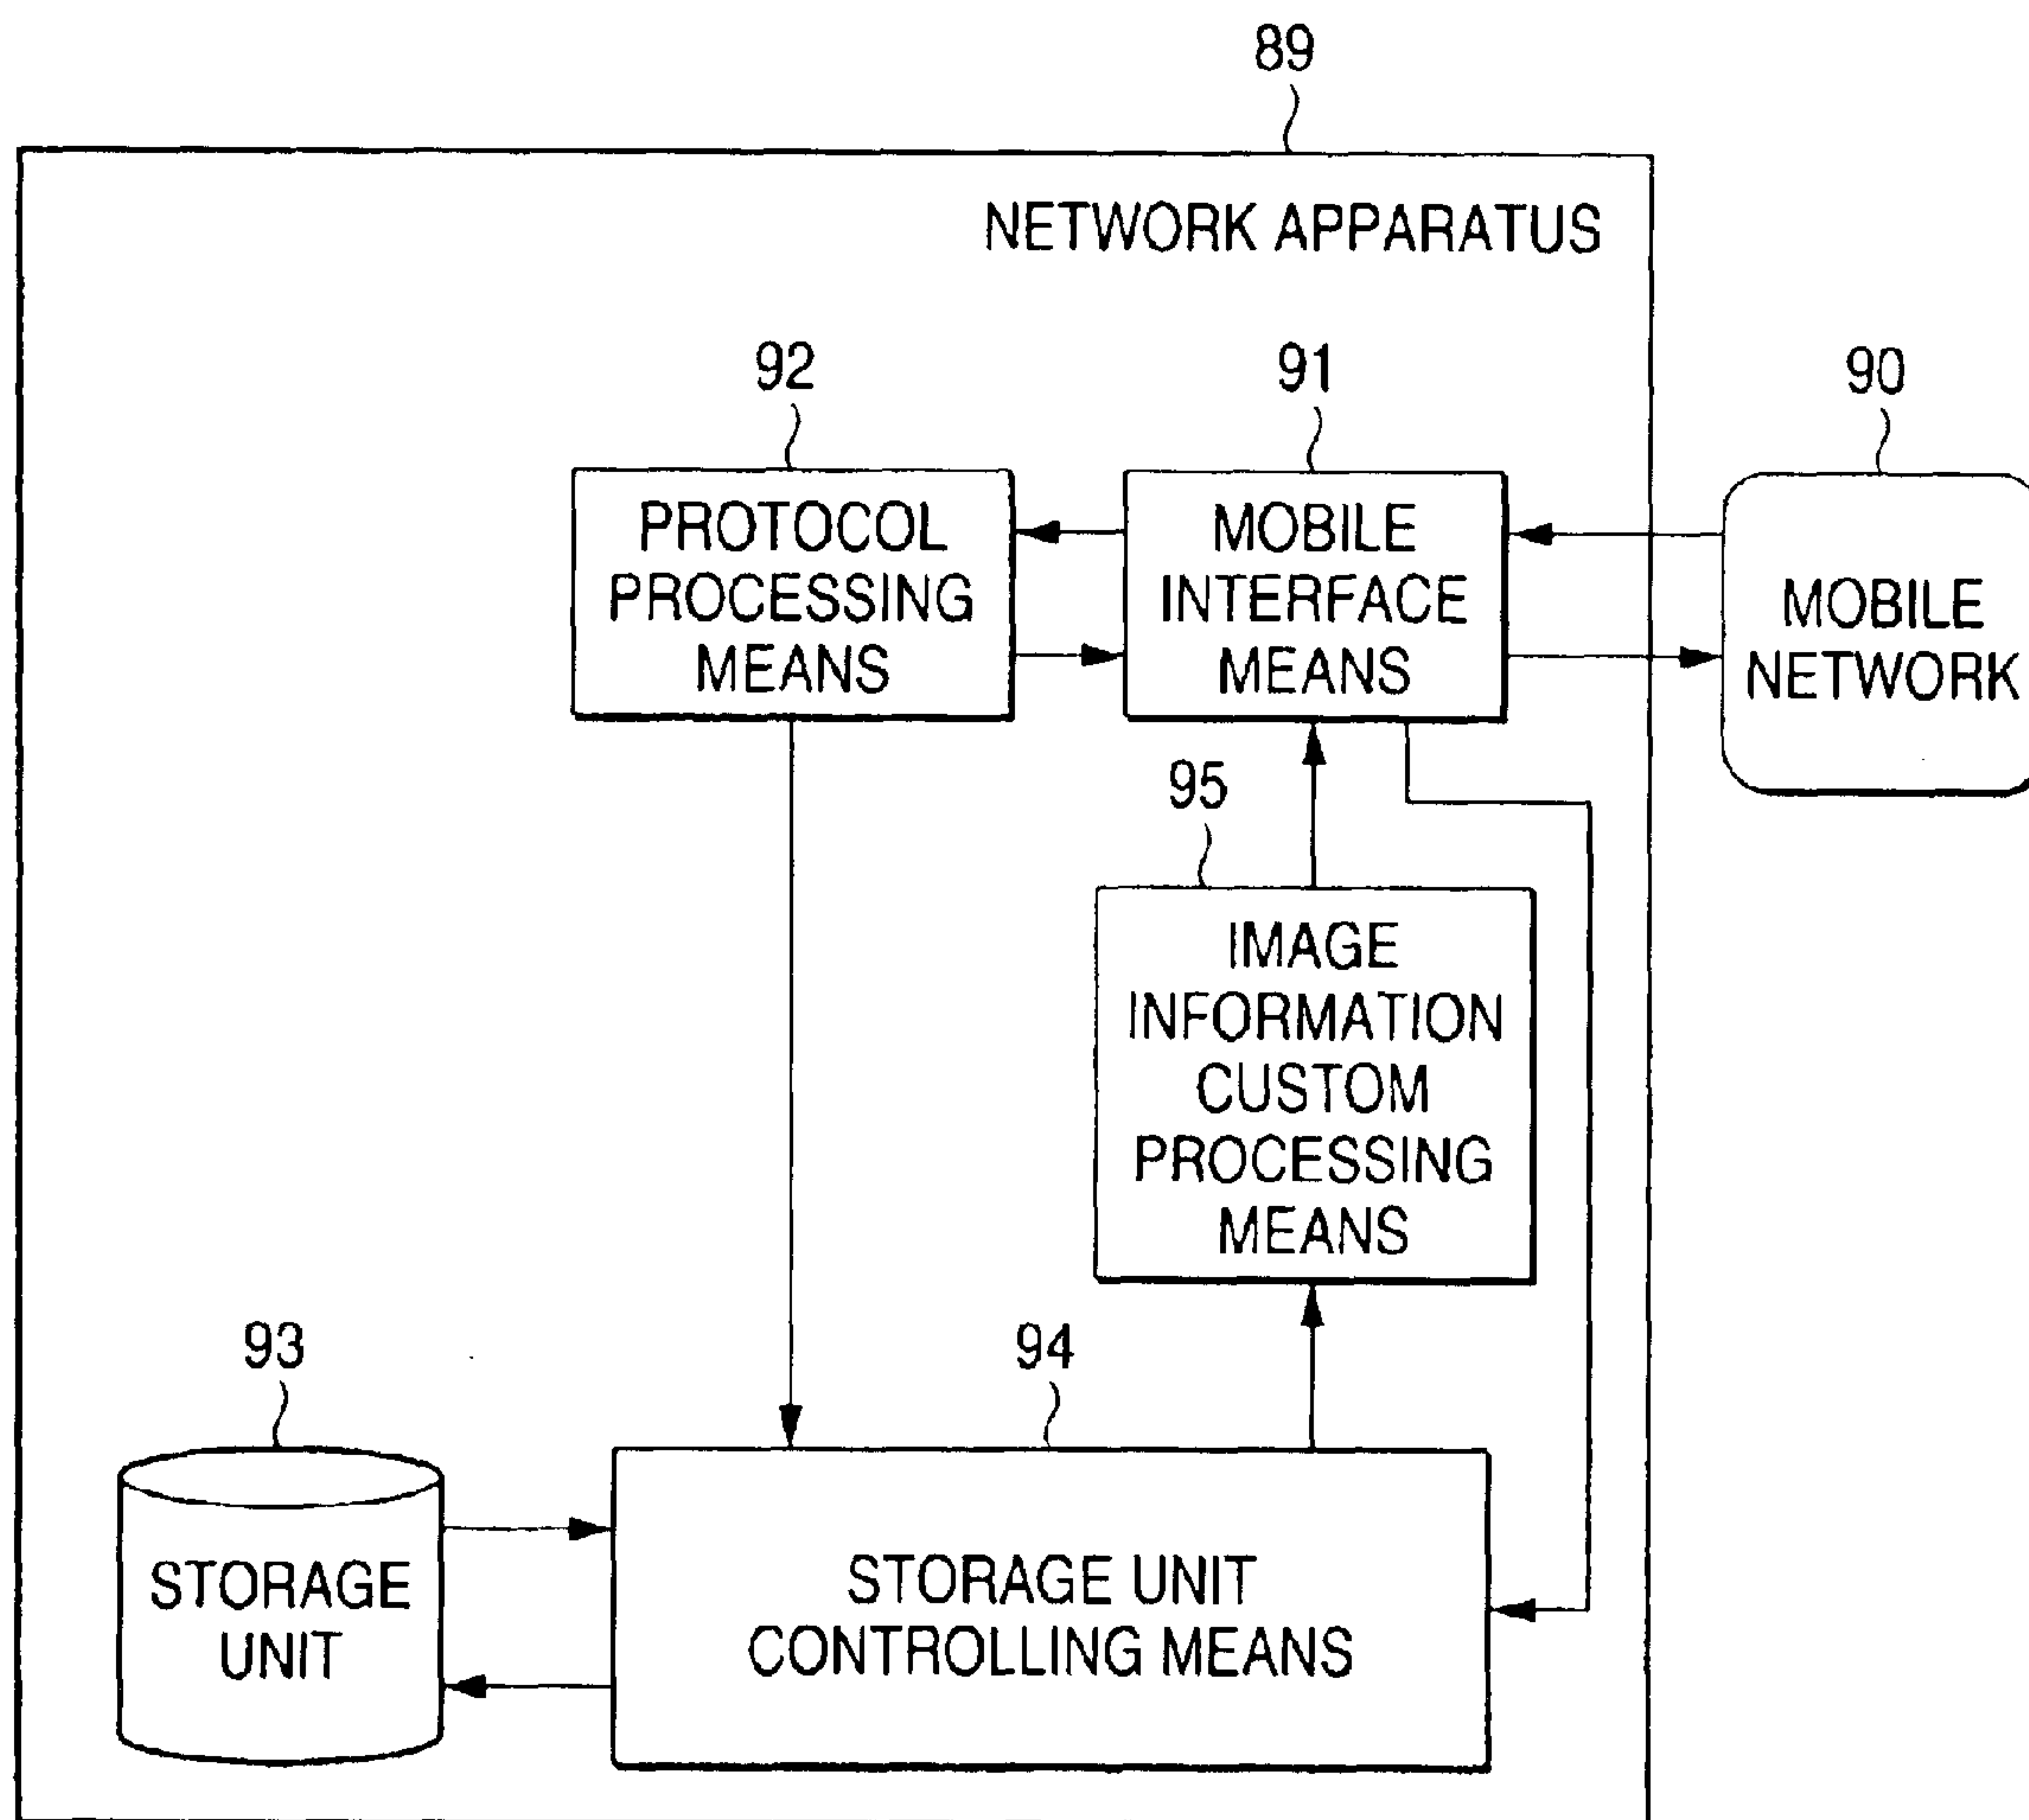 89
NETWORK APPARATUS
92
91
90
PROTOCOL
PROCESSING
MEANS
MOBILE
INTERFACE
MEANS
MOBILE
NETWORK
95
IMAGE
INFORMATION
CUSTOM
PROCESSING
MEANS
93
94
STORAGE
UNIT
STORAGE UNIT
CONTROLLING MEANS